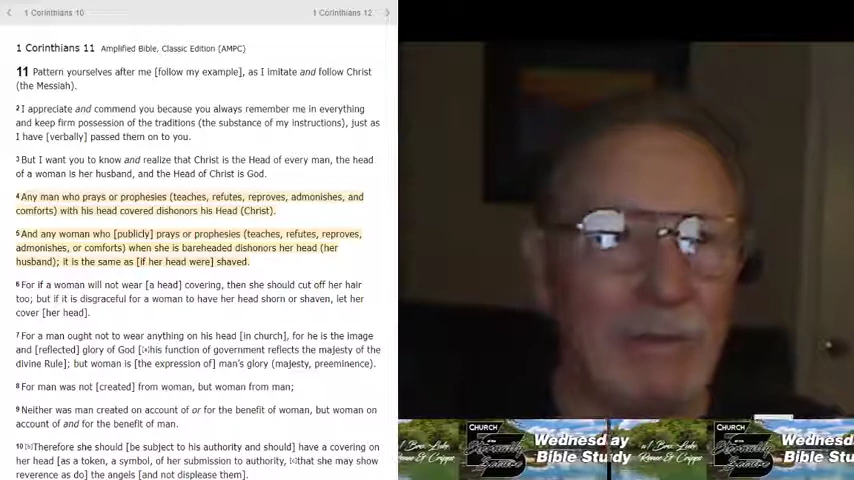 1 Corinthians 10
1 Corinthians 12
1 Corinthians 11 Amplified Bible, Classic Edition (AMPC)
11 Pattern yourselves after me [follow my example], as I imitate and follow Christ
(the Messiah).
2 I appreciate and commend you because you always remember me in everything
and keep firm possession of the traditions (the substance of my instructions), just as
I have [verbally] passed them on to you.
3 But I want you to know and realize that Christ is the Head of every man, the head
of a woman is her husband, and the Head of Christ is God.
4 Any man who prays or prophesies (teaches, refutes, reproves, admonishes, and
comforts) with his head covered dishonors his Head (Christ).
5 And any woman who [publicly] prays or prophesies (teaches, refutes, reproves,
admonishes, or comforts) when she is bareheaded dishonors her head (her
husband); it is the same as [if her head were] shaved.
6 For if a woman will not wear [a head] covering, then she should cut off her hair
too; but if it is disgraceful for a woman to have her head shorn or shaven, let her
cover [her head].
7 For a man ought not to wear anything on his head [in church], for he is the image
and [reflected] glory of God [[a]his function of government reflects the majesty of the
divine Rule]; but woman is [the expression of] man's glory (majesty, preeminence).
8 For man was not [created] from woman, but woman from man;
9 Neither was man created on account of or for the benefit of woman, but woman on
account of and for the benefit of man.
10 [b]Therefore she should [be subject to his authority and should] have a covering on
her head [as a token, a symbol, of her submission to authority, [c]that she may show
reverence as do] the angels [and not displease them].
CHURCH
Eternally
Secure
Wednesday
Bible Study
w/ Bro. Luke
Renee & Cripps
CHURCH
Eternally
Secure
Wednesday
Bible Stu